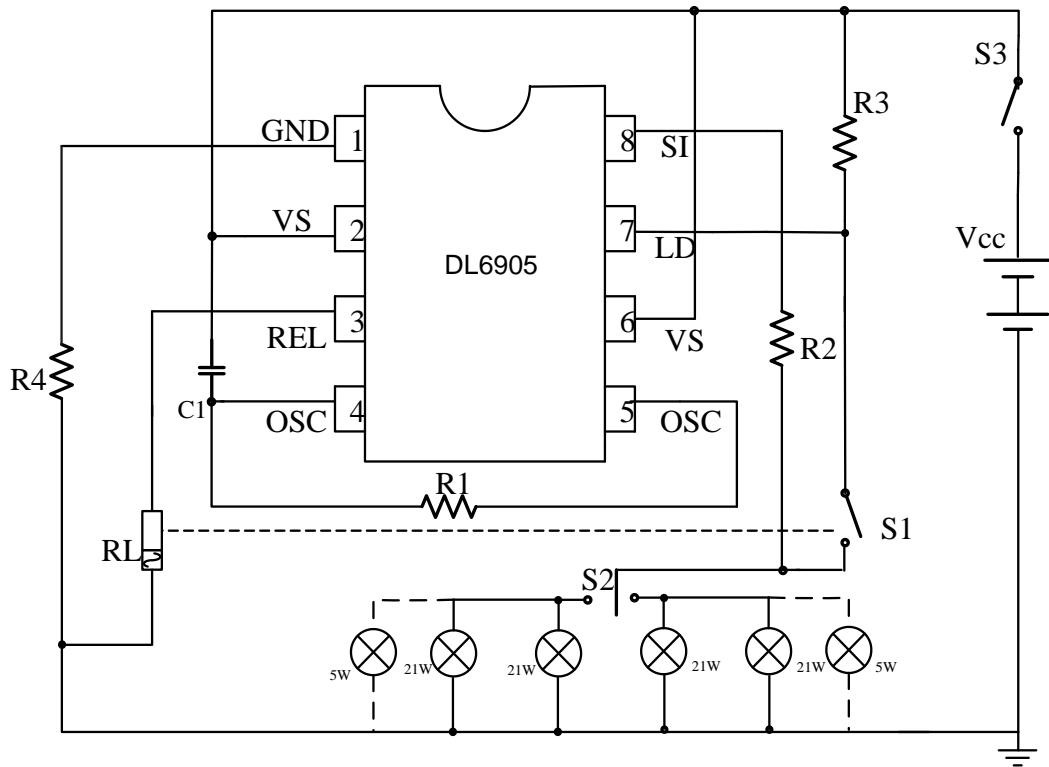 S3
R3
GND
1
8
SI
VS
2
7
LD
Vcc
DL6905
REL
3
6
VS
R2
R4
C1
OSC
4
5
OSC
R1
RL
S1
S2
5W
21W
21W
21W
21W
5W